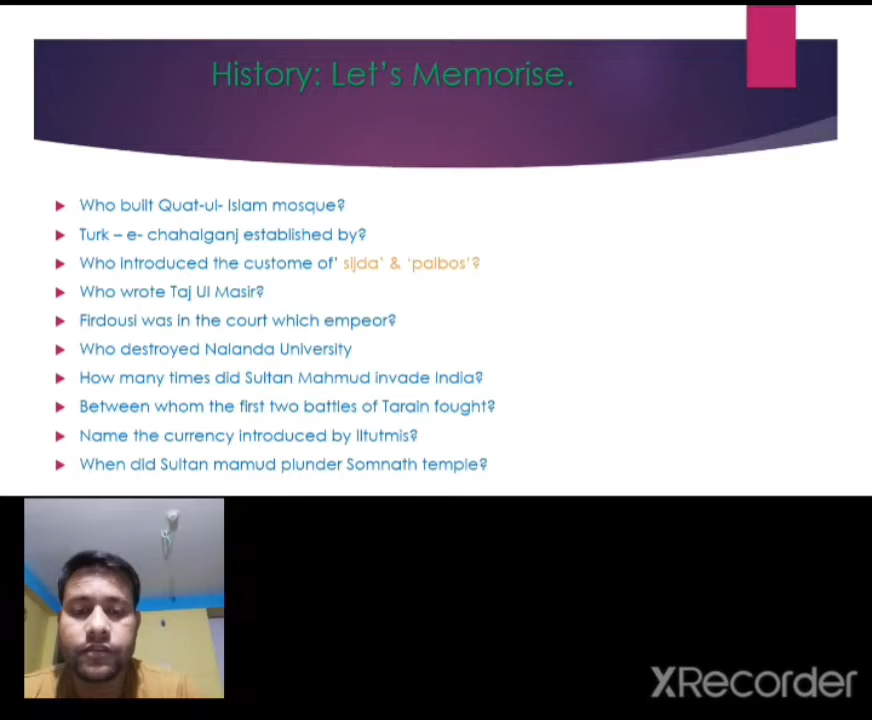 History: Let's Memorise.
Who built Quat-ul- Islam mosque?
Turk – e- chahalganj established by?
Who introduced the custome of' sijda' & 'paibos'?
Who wrote Taj Ul Masir?
Firdousi was in the court which empeor?
Who destroyed Nalanda University
How many times did Sultan Mahmud invade India?
Between whom the first two battles of Tarain fought?
Name the currency introduced by Iltutmis?
When did Sultan mamud plunder Somnath temple?
XRecorder